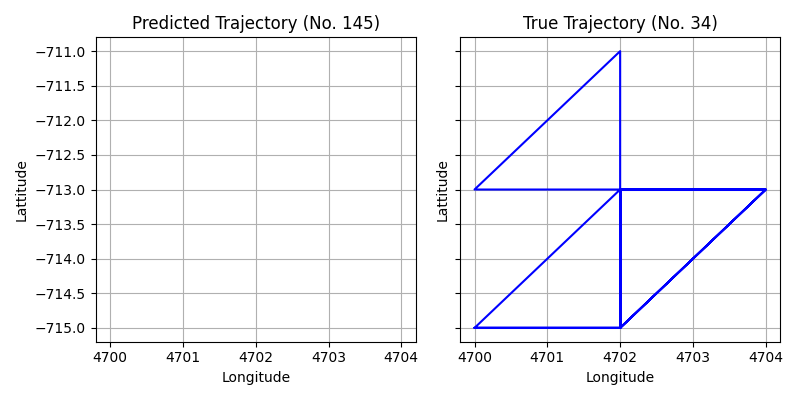 Predicted Trajectory (No. 145)
Lattitude
−711.0
−711.5
−712.0
−712.5
−713.0
−713.5
−714.0
−714.5
−715.0
4700 4701 4702 4703 4704
Longitude
True Trajectory (No. 34)
Lattitude
4700 4701 4702 4703 4704
Longitude